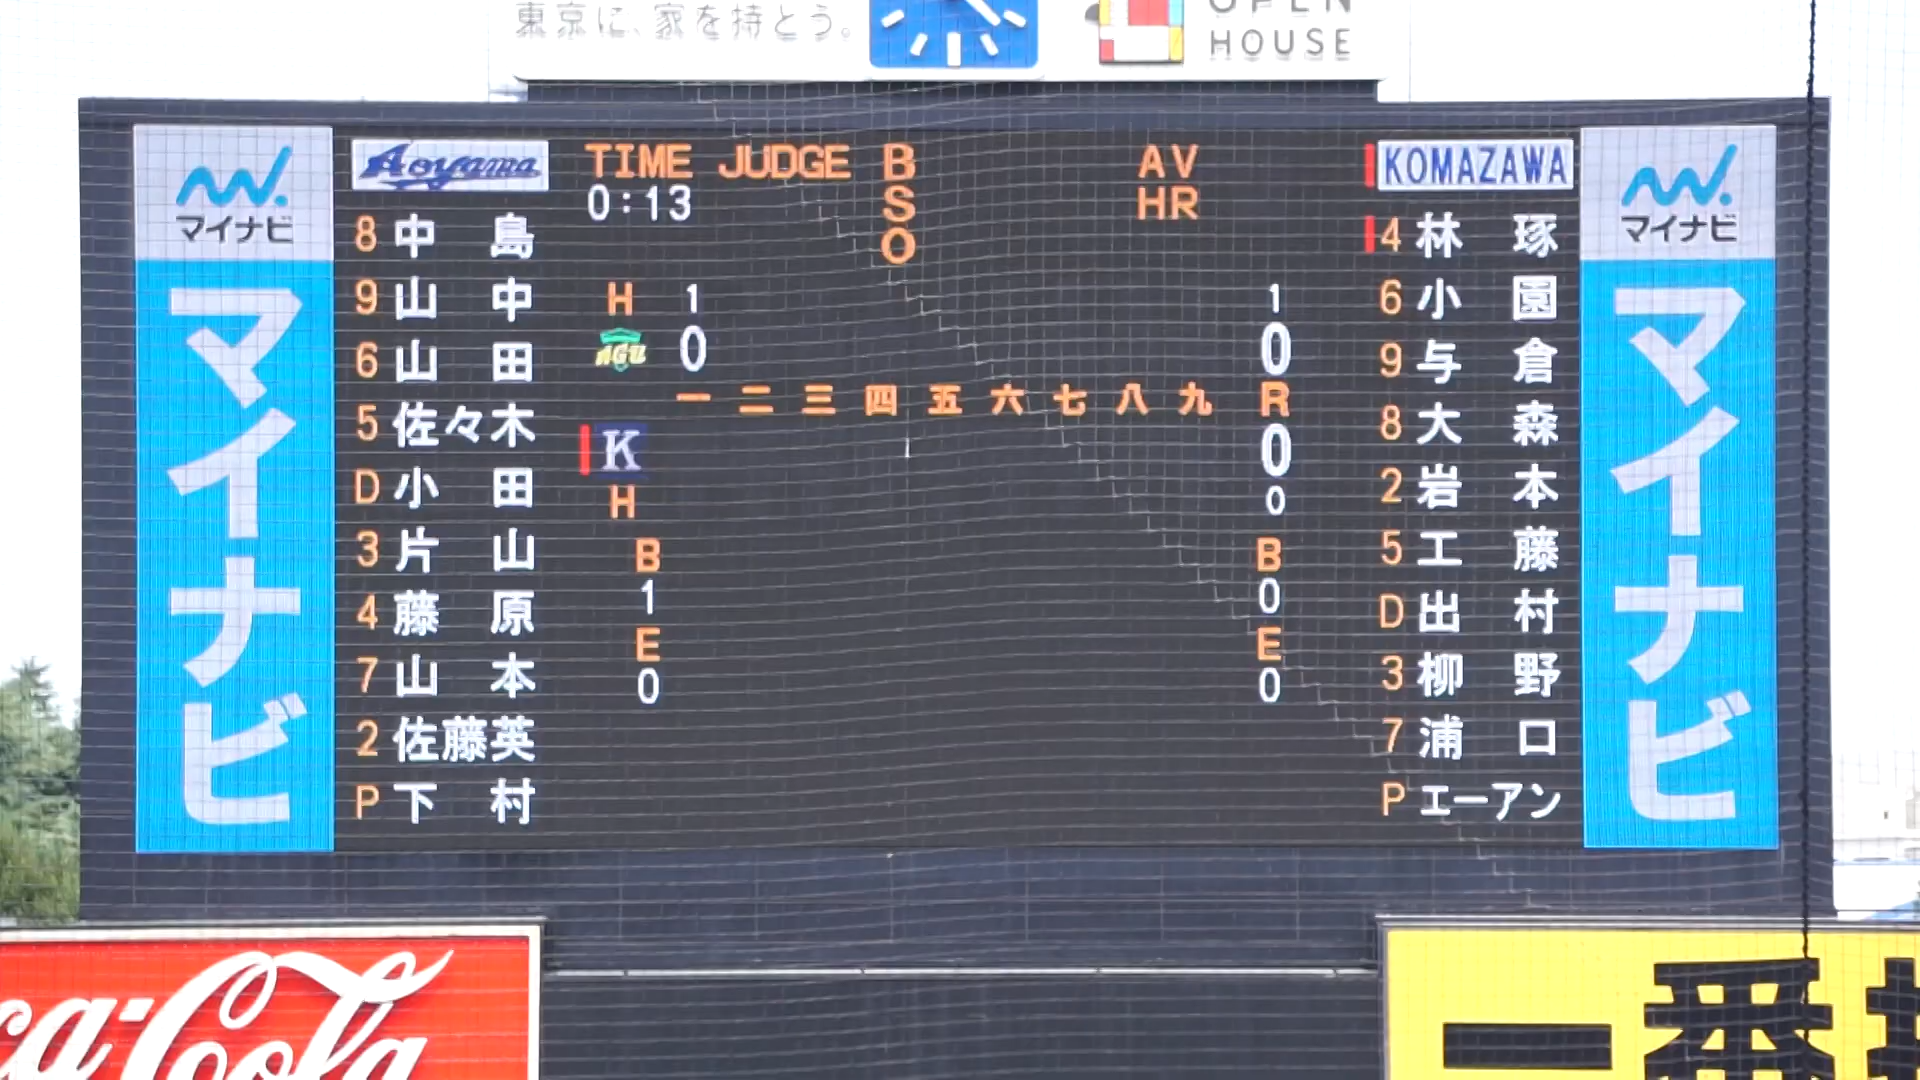 東京に、家を持とう。
OPEN
HOUSE
マイナビ
マイナビ
Aoyama
8 中島
9 山中
6 山田
5 佐々木
D 小田
3 片山
4 藤原
7 山本
2 佐藤英
P 下村
TIME JUDGE
0:13
B
S
O
AV
HR
H 1 1
AGU 0 0
一 二 三 四 五 六 七 八 九 R
K 0
H 0
B B
1 0
E E
0 0
KOMAZAWA
4 林琢
6 小園
9 与倉
8 大森
2 岩本
5 工藤
D 出村
3 柳野
7 浦口
P エーアン
マイナビ
マイナビ
ca-Cola
一番